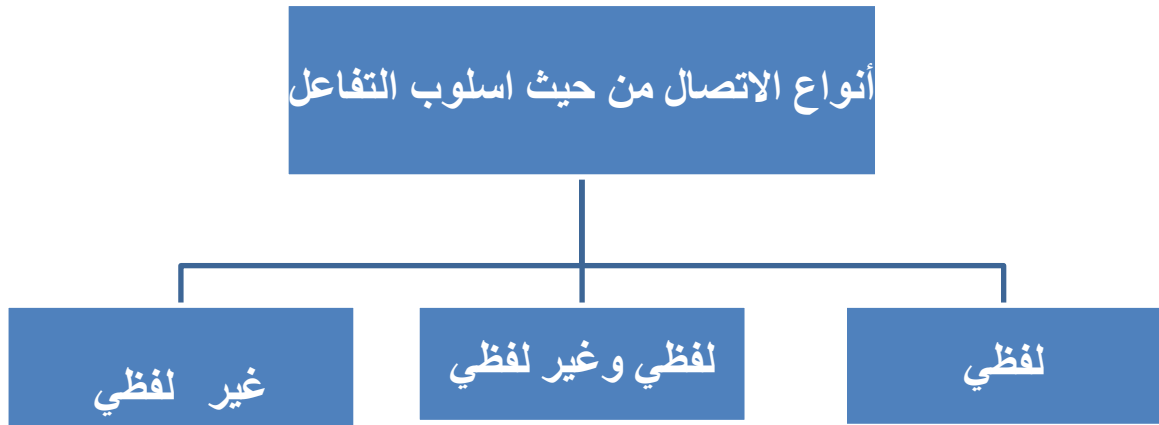 أنواع الاتصال من حيث اسلوب التفاعل
لفظي
لفظي وغير لفظي
غير لفظي